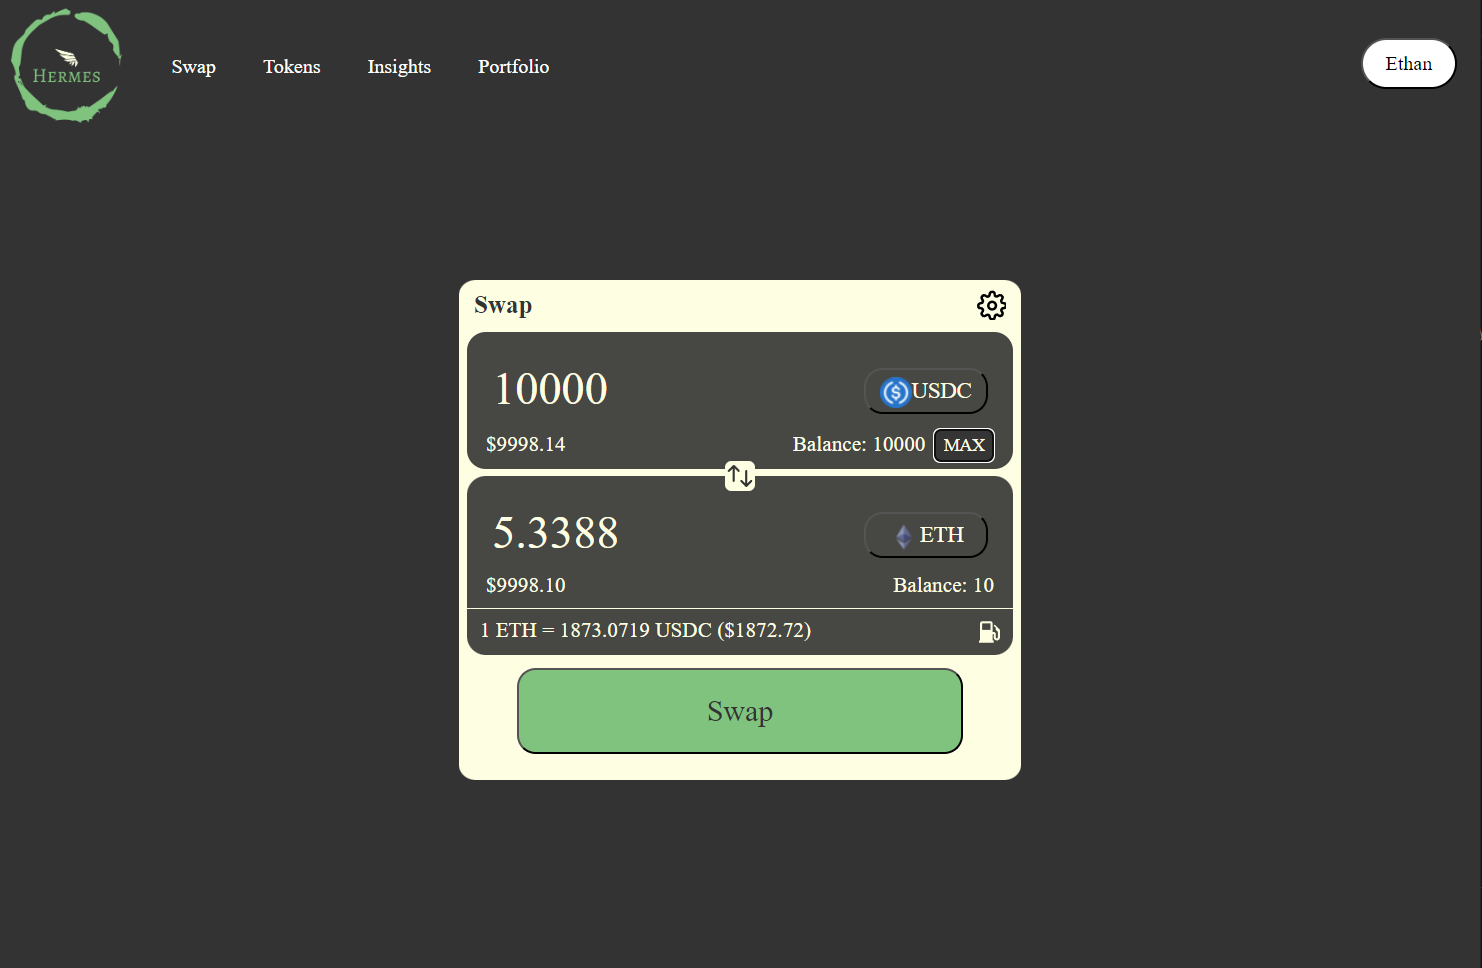 HERMES
Swap Tokens Insights Portfolio Ethan
Swap
10000 USDC
$9998.14 Balance: 10000 MAX
5.3388 ETH
$9998.10 Balance: 10
1 ETH = 1873.0719 USDC ($1872.72)
Swap